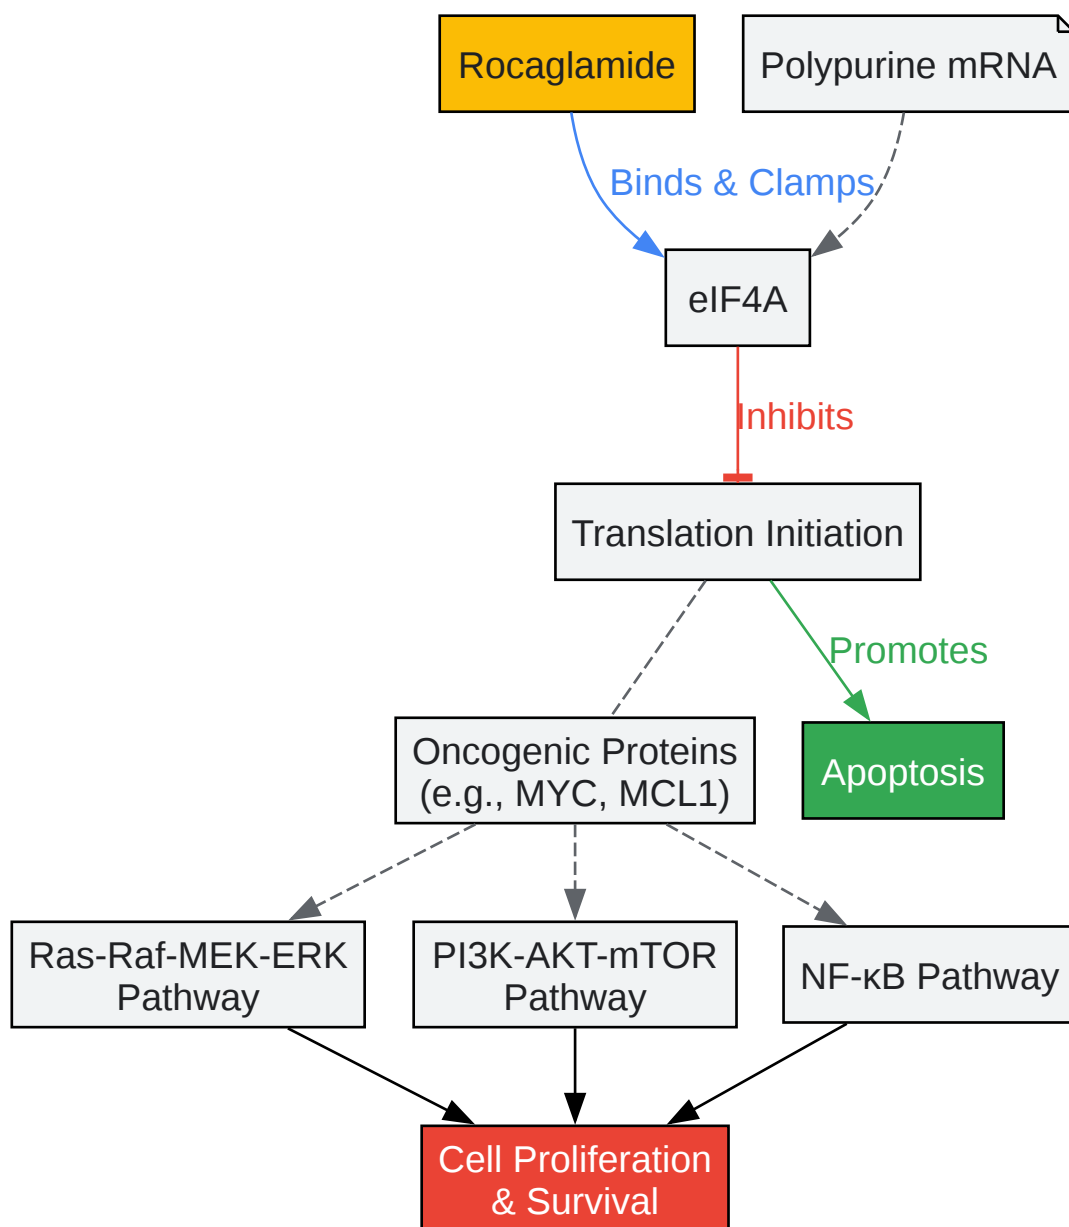 Rocaglamide
Polypurine mRNA
Binds & Clamps
eIF4A
Inhibits
Translation Initiation
Promotes
Oncogenic Proteins
(e.g., MYC, MCL1)
Apoptosis
Ras-Raf-MEK-ERK
Pathway
PI3K-AKT-mTOR
Pathway
NF-κB Pathway
Cell Proliferation
& Survival